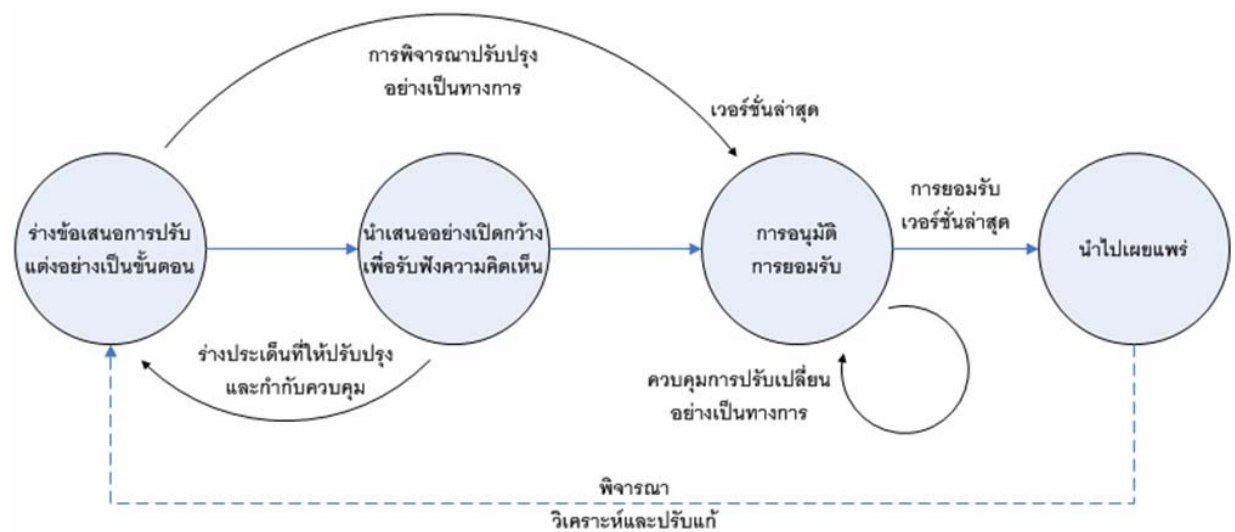 การพิจารณาปรับปรุง
อย่างเป็นทางการ
เวอร์ชั่นล่าสุด
ร่างข้อเสนอการปรับ
แต่งอย่างเป็นขั้นตอน
นำเสนออย่างเปิดกว้าง
เพื่อรับฟังความคิดเห็น
การอนุมัติ
การยอมรับ
การยอมรับ
เวอร์ชั่นล่าสุด
นำไปเผยแพร่
ร่างประเด็นที่ให้ปรับปรุง
และกำกับควบคุม
ควบคุมการปรับเปลี่ยน
อย่างเป็นทางการ
พิจารณา
วิเคราะห์และปรับแก้